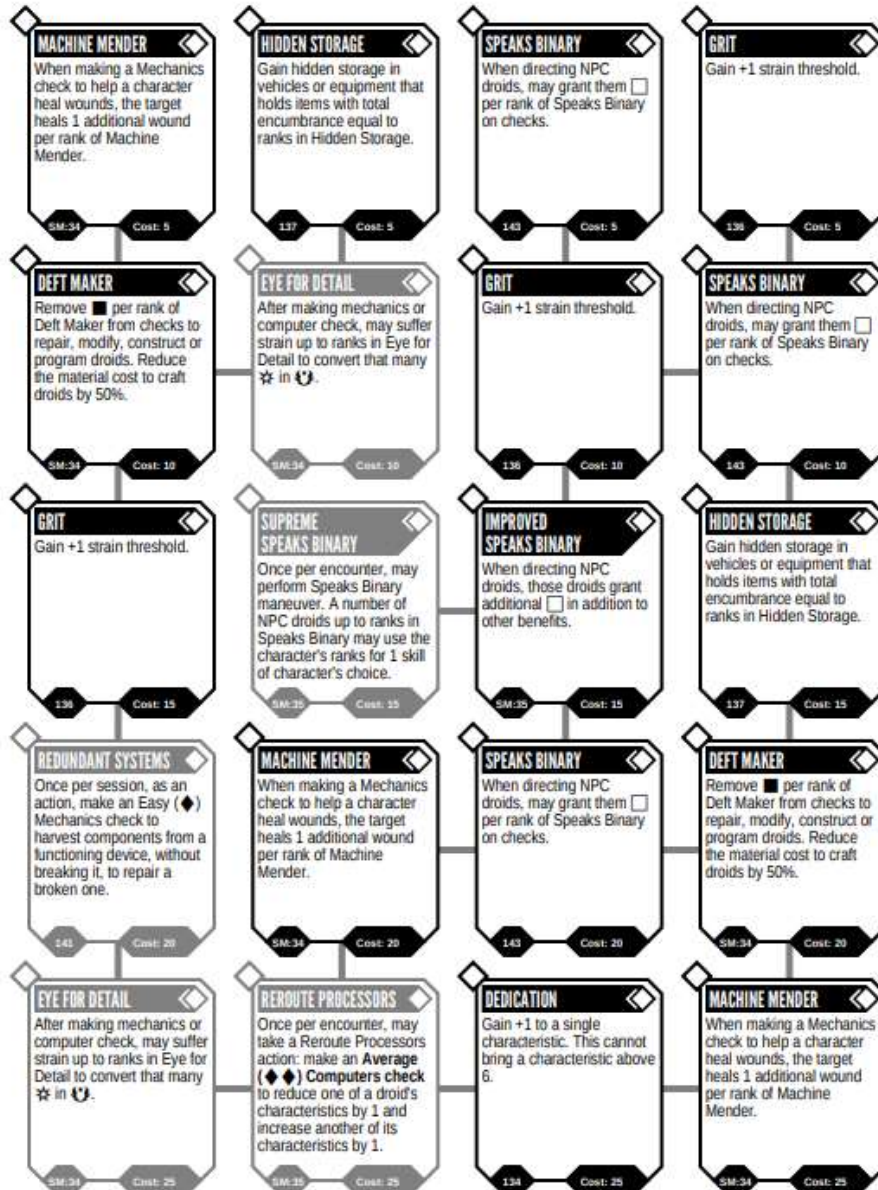 MACHINE MENDER
When making a Mechanics
check to help a character
heal wounds, the target
heals 1 additional wound
per rank of Machine
Mender.
SM:34
Cost: 5
HIDDEN STORAGE
Gain hidden storage in
vehicles or equipment that
holds items with total
encumbrance equal to
ranks in Hidden Storage.
137
Cost: 5
SPEAKS BINARY
When directing NPC
droids, may grant them □
per rank of Speaks Binary
on checks.
143
Cost: 5
GRIT
Gain +1 strain threshold.
136
Cost: 5
DEFT MAKER
Remove ■ per rank of
Deft Maker from checks to
repair, modify, construct or
program droids. Reduce
the material cost to craft
droids by 50%.
SM:34
Cost: 10
EYE FOR DETAIL
After making mechanics or
computer check, may suffer
strain up to ranks in Eye for
Detail to convert that many
in .
SM:34
Cost: 10
GRIT
Gain +1 strain threshold.
136
Cost: 10
SPEAKS BINARY
When directing NPC
droids, may grant them □
per rank of Speaks Binary
on checks.
143
Cost: 10
GRIT
Gain +1 strain threshold.
136
Cost: 15
SUPREME
SPEAKS BINARY
Once per encounter, may
perform Speaks Binary
maneuver. A number of
NPC droids up to ranks in
Speaks Binary may use the
character's ranks for 1 skill
of character's choice.
SM:35
Cost: 15
IMPROVED
SPEAKS BINARY
When directing NPC
droids, those droids grant
additional □ in addition to
other benefits.
SM:35
Cost: 15
HIDDEN STORAGE
Gain hidden storage in
vehicles or equipment that
holds items with total
encumbrance equal to
ranks in Hidden Storage.
137
Cost: 15
REDUNDANT SYSTEMS
Once per session, as an
action, make an Easy (♦)
Mechanics check to
harvest components from a
functioning device, without
breaking it, to repair a
broken one.
141
Cost: 20
MACHINE MENDER
When making a Mechanics
check to help a character
heal wounds, the target
heals 1 additional wound
per rank of Machine
Mender.
SM:34
Cost: 20
SPEAKS BINARY
When directing NPC
droids, may grant them □
per rank of Speaks Binary
on checks.
143
Cost: 20
DEFT MAKER
Remove ■ per rank of
Deft Maker from checks to
repair, modify, construct or
program droids. Reduce
the material cost to craft
droids by 50%.
SM:34
Cost: 20
EYE FOR DETAIL
After making mechanics or
computer check, may suffer
strain up to ranks in Eye for
Detail to convert that many
in .
SM:34
Cost: 25
REROUTE PROCESSORS
Once per encounter, may
take a Reroute Processors
action: make an Average
(♦♦) Computers check
to reduce one of a droid's
characteristics by 1 and
increase another of its
characteristics by 1.
SM:35
Cost: 25
DEDICATION
Gain +1 to a single
characteristic. This cannot
bring a characteristic above
6.
134
Cost: 25
MACHINE MENDER
When making a Mechanics
check to help a character
heal wounds, the target
heals 1 additional wound
per rank of Machine
Mender.
SM:34
Cost: 25